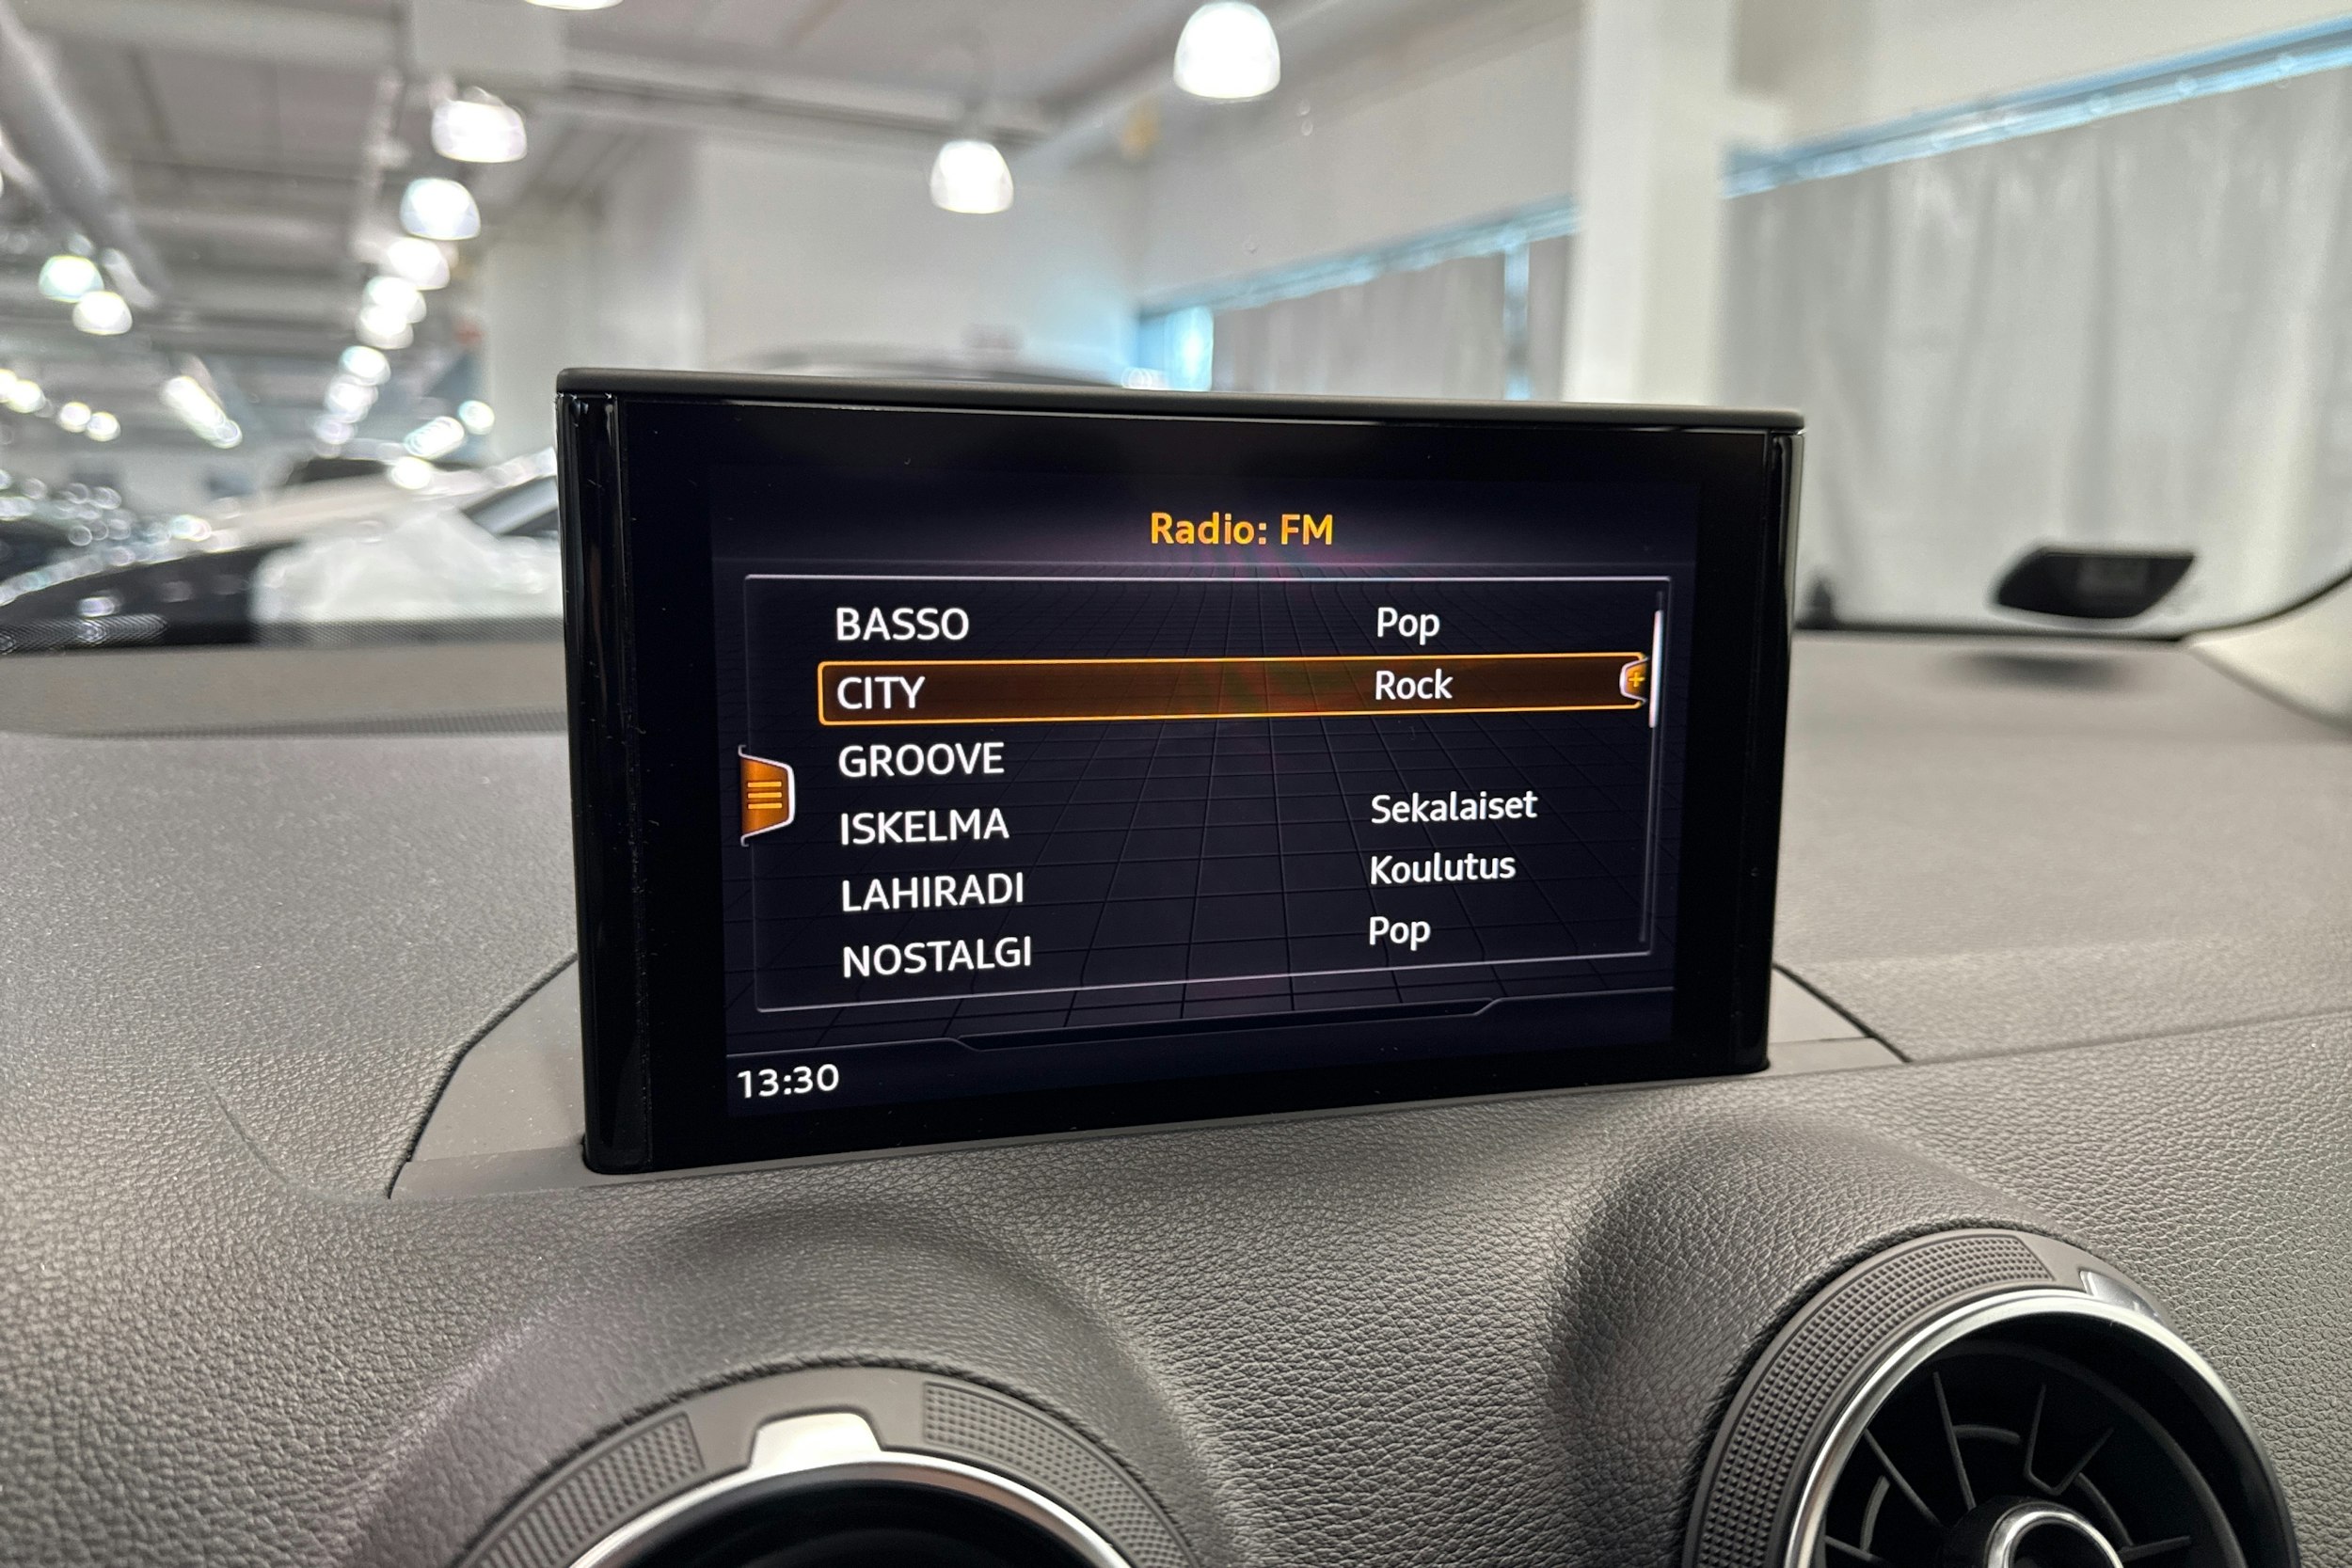 Radio: FM
BASSO Pop
CITY Rock
GROOVE
ISKELMA Sekalaiset
LAHIRADI Koulutus
NOSTALGI Pop
13:30